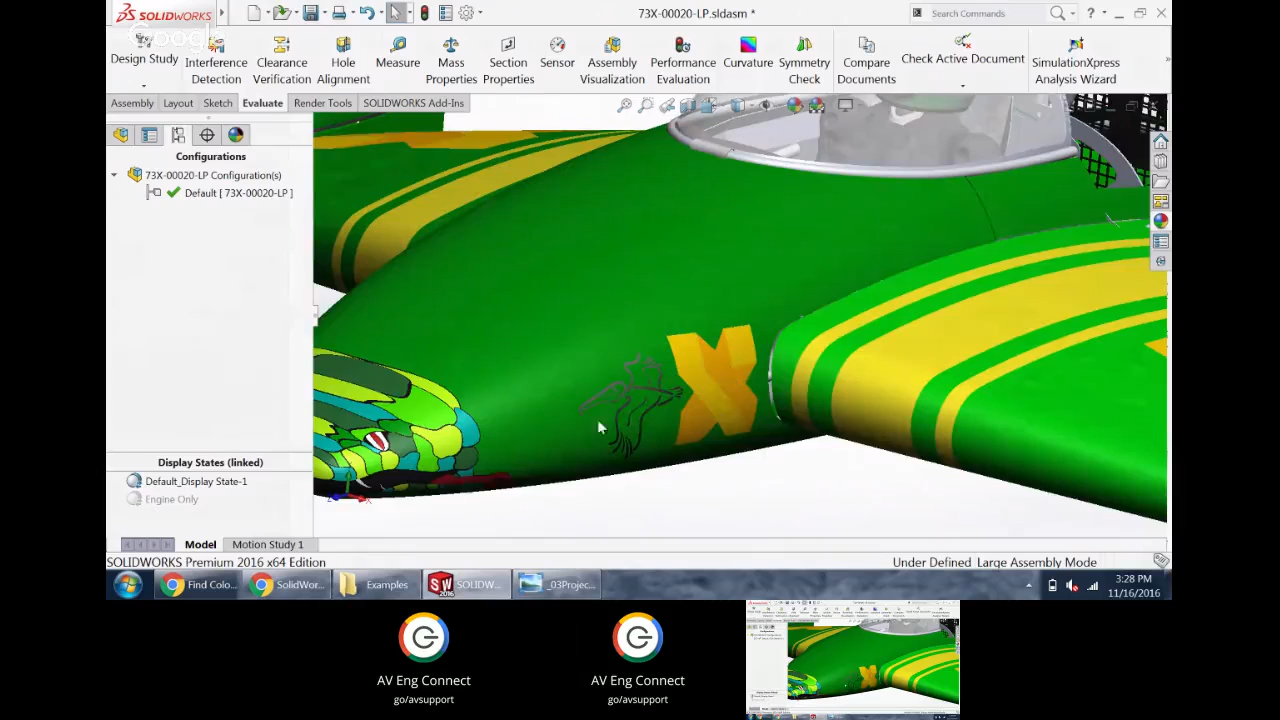 SOLIDWORKS
Google
73X-00020-LP.sldasm *
Search Commands
?
Design Study
Interference Detection
Clearance Verification
Hole Alignment
Measure
Mass Properties
Section Properties
Sensor
Assembly Visualization
Performance Evaluation
Curvature
Symmetry Check
Compare Documents
Check Active Document
SimulationXpress Analysis Wizard
Assembly Layout Sketch Evaluate Render Tools SOLIDWORKS Add-Ins
Configurations
73X-00020-LP Configuration(s)
Default [ 73X-00020-LP ]
X
Display States (linked)
Default_Display State-1
Engine Only
Model Motion Study 1
SOLIDWORKS Premium 2016 x64 Edition
Under Defined Large Assembly Mode
Find Colo...
SolidWor...
Examples
SOLIDW...
_03Projec...
3:28 PM
11/16/2016
AV Eng Connect
go/avsupport
AV Eng Connect
go/avsupport